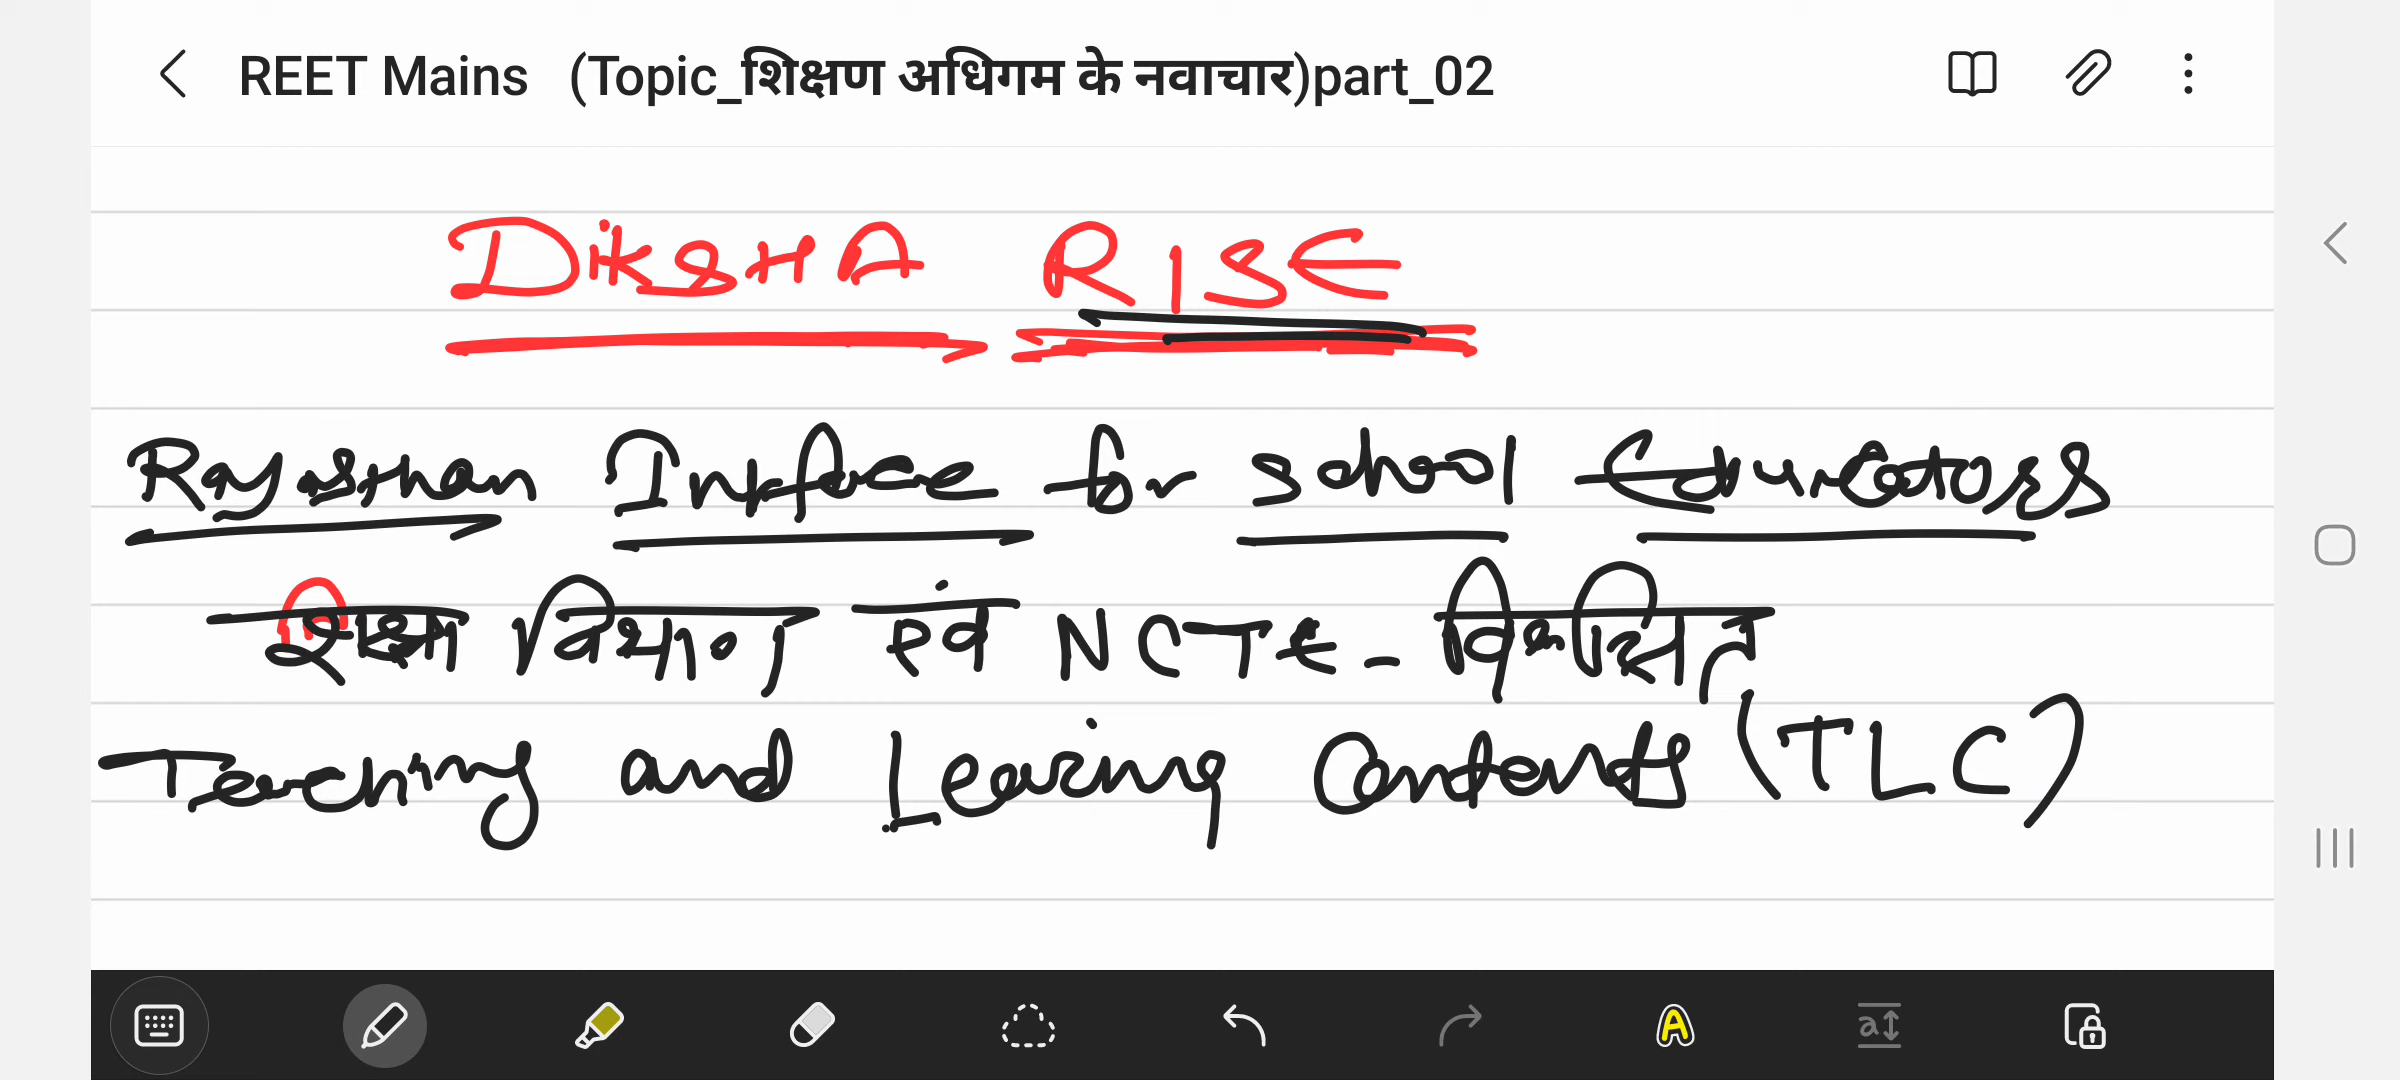 REET Mains (Topic_शिक्षण अधिगम के नवाचार)part_02
DIKSHA RISE
Rajasthan Interface for school Educators
शिक्षा विभाग एवं NCTE - विकसित
Teaching and Learing Contents (TLC)